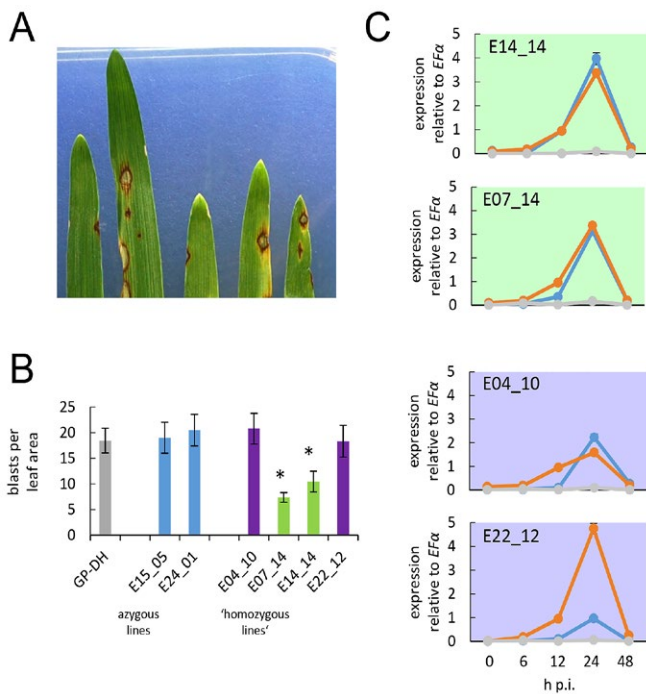 A
B
25
20
15
10
5
0
blasts per
leaf area
*
*
GP-DH
E15_05
E24_01
E04_10
E07_14
E14_14
E22_12
azygous
lines
'homozygous
lines‘
C
E14_14
expression
relative to EFα
5
4
3
2
1
0
E07_14
expression
relative to EFα
5
4
3
2
1
0
E04_10
expression
relative to EFα
5
4
3
2
1
0
E22_12
expression
relative to EFα
5
4
3
2
1
0
0 6 12 24 48
h p.i.